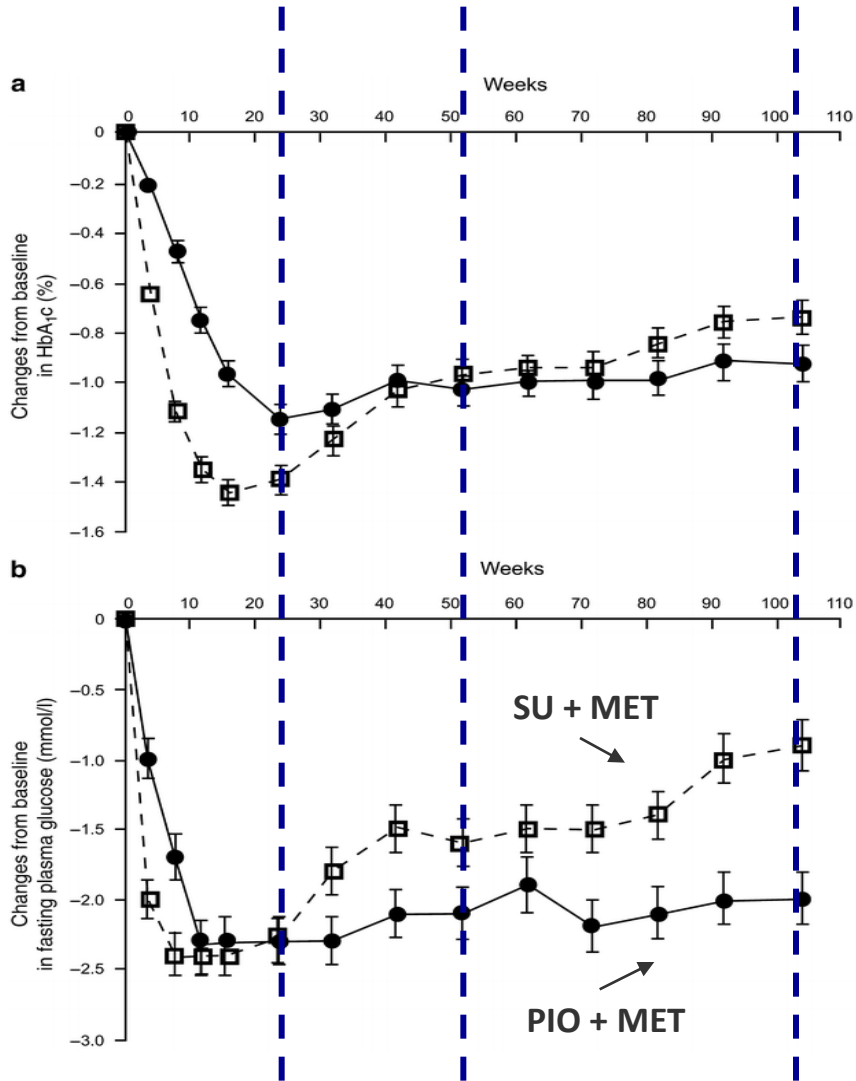 a
Weeks
0 10 20 30 40 50 60 70 80 90 100 110
0
−0.2
−0.4
−0.6
−0.8
−1.0
−1.2
−1.4
−1.6
Changes from baseline
in HbA1c (%)
b
Weeks
0 10 20 30 40 50 60 70 80 90 100 110
0
−0.5
−1.0
−1.5
−2.0
−2.5
−3.0
Changes from baseline
in fasting plasma glucose (mmol/l)
SU + MET
PIO + MET